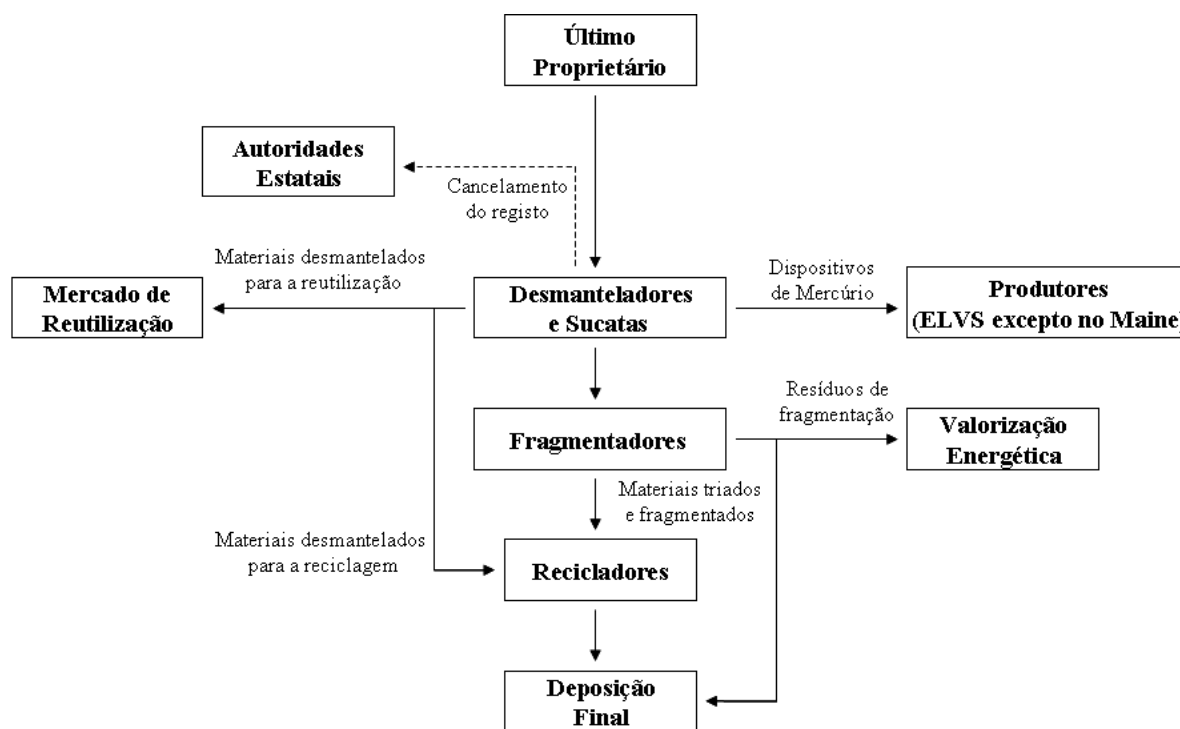 Último
Proprietário
Autoridades
Estatais
Cancelamento
do registo
Materiais desmantelados
para a reutilização
Dispositivos
de Mercúrio
Mercado de
Reutilização
Desmanteladores
e Sucatas
Produtores
(ELVS excepto no Maine)
Resíduos de
fragmentação
Fragmentadores
Valorização
Energética
Materiais triados
e fragmentados
Materiais desmantelados
para a reciclagem
Recicladores
Deposição
Final